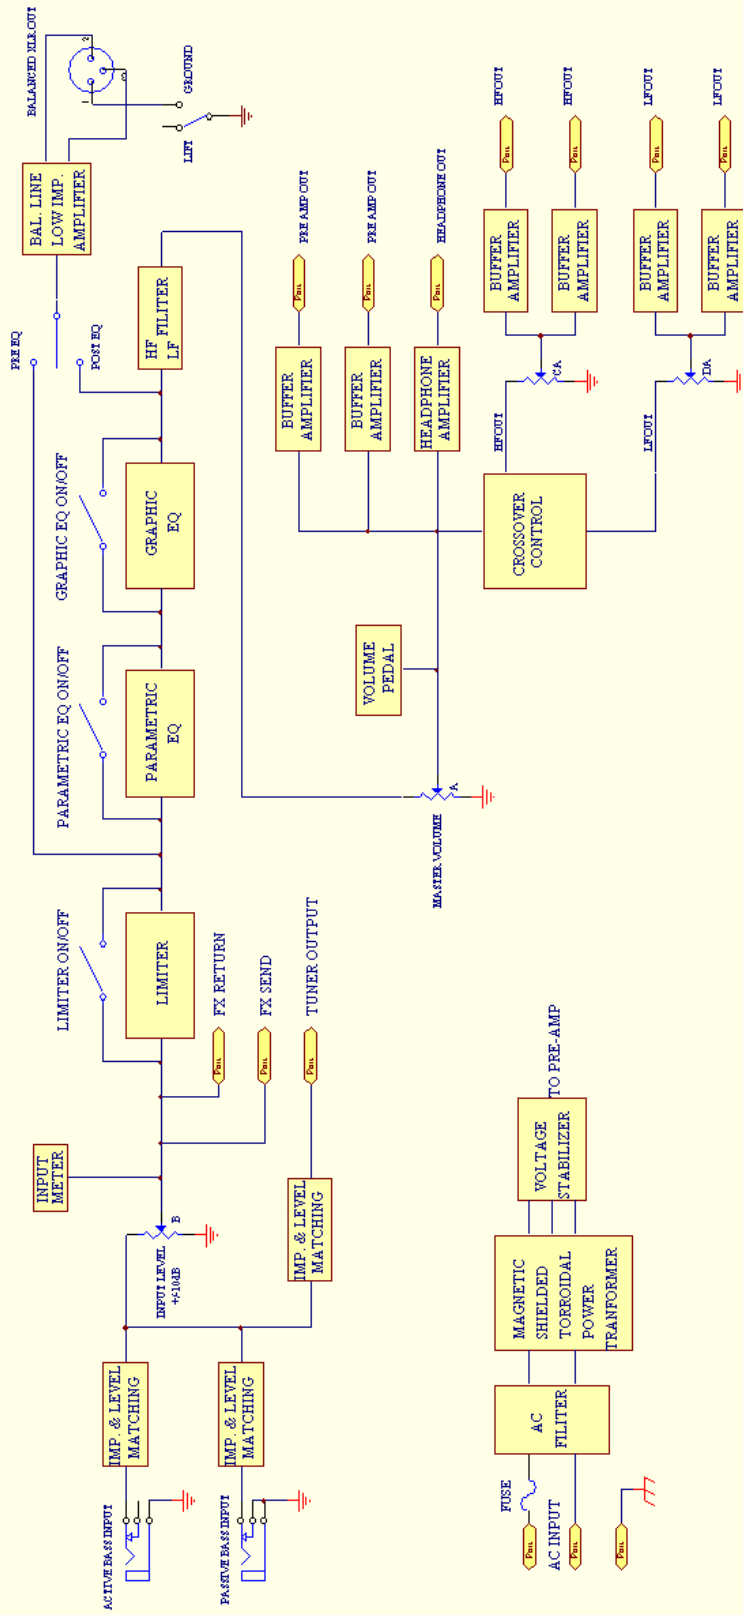 ACTIVE BASS INPUT
IMP. & LEVEL
MATCHING
PASSIVE BASS INPUT
IMP. & LEVEL
MATCHING
INPUT LEVEL
+/-10dB
B
INPUT
METER
IMP. & LEVEL
MATCHING
FX RETURN
FX SEND
TUNER OUTPUT
LIMITER ON/OFF
LIMITER
PARAMETRIC EQ ON/OFF
PARAMETRIC
EQ
GRAPHIC EQ ON/OFF
GRAPHIC
EQ
PRE EQ
POST EQ
HF FILITER
LF
BAL. LINE
LOW IMP.
AMPLIFIER
BALANCED XLR OUT
1
2
GROUND
LIFT
MASTER VOLUME
A
VOLUME
PEDAL
BUFFER
AMPLIFIER
PRE AMP OUT
BUFFER
AMPLIFIER
PRE AMP OUT
HEADPHONE
AMPLIFIER
HEADPHONE OUT
CROSSOVER
CONTROL
HFOUT
LFOUT
CA
DA
BUFFER
AMPLIFIER
HFOUT
BUFFER
AMPLIFIER
HFOUT
BUFFER
AMPLIFIER
LFOUT
BUFFER
AMPLIFIER
LFOUT
FUSE
AC INPUT
AC
FILITER
MAGNETIC
SHIELDED
TORROIDAL
POWER
TRANFORMER
VOLTAGE
STABILIZER
TO PRE-AMP